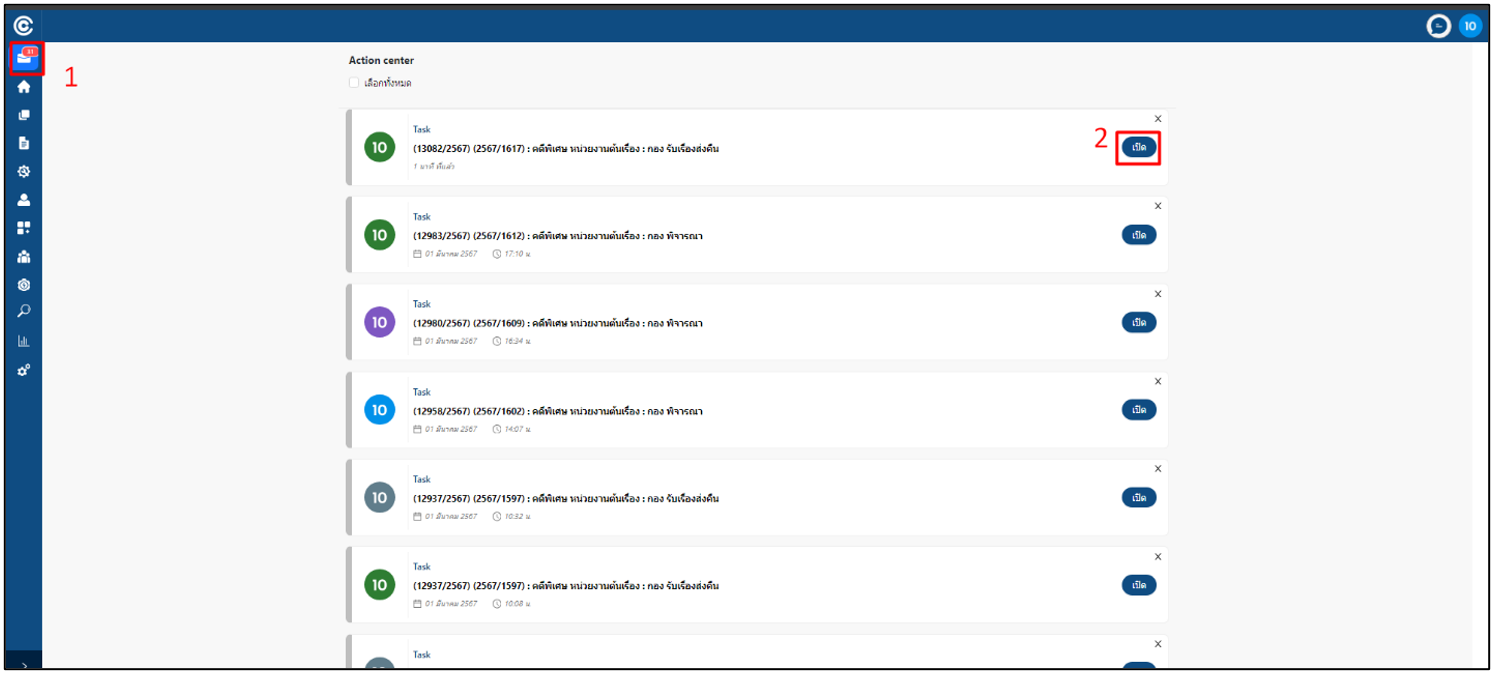 10
31
1
Action center
เลือกทั้งหมด
Task
10
(13082/2567) (2567/1617) : คดีพิเศษ หน่วยงานต้นเรื่อง : กอง รับเรื่องส่งคืน
1 นาที ที่แล้ว
X
2
เปิด
Task
10
(12983/2567) (2567/1612) : คดีพิเศษ หน่วยงานต้นเรื่อง : กอง พิจารณา
01 มีนาคม 2567 17:10 น.
X
เปิด
Task
10
(12980/2567) (2567/1609) : คดีพิเศษ หน่วยงานต้นเรื่อง : กอง พิจารณา
01 มีนาคม 2567 16:34 น.
X
เปิด
Task
10
(12958/2567) (2567/1602) : คดีพิเศษ หน่วยงานต้นเรื่อง : กอง พิจารณา
01 มีนาคม 2567 14:07 น.
X
เปิด
Task
10
(12937/2567) (2567/1597) : คดีพิเศษ หน่วยงานต้นเรื่อง : กอง รับเรื่องส่งคืน
01 มีนาคม 2567 10:32 น.
X
เปิด
Task
10
(12937/2567) (2567/1597) : คดีพิเศษ หน่วยงานต้นเรื่อง : กอง รับเรื่องส่งคืน
01 มีนาคม 2567 10:08 น.
X
เปิด
Task
X